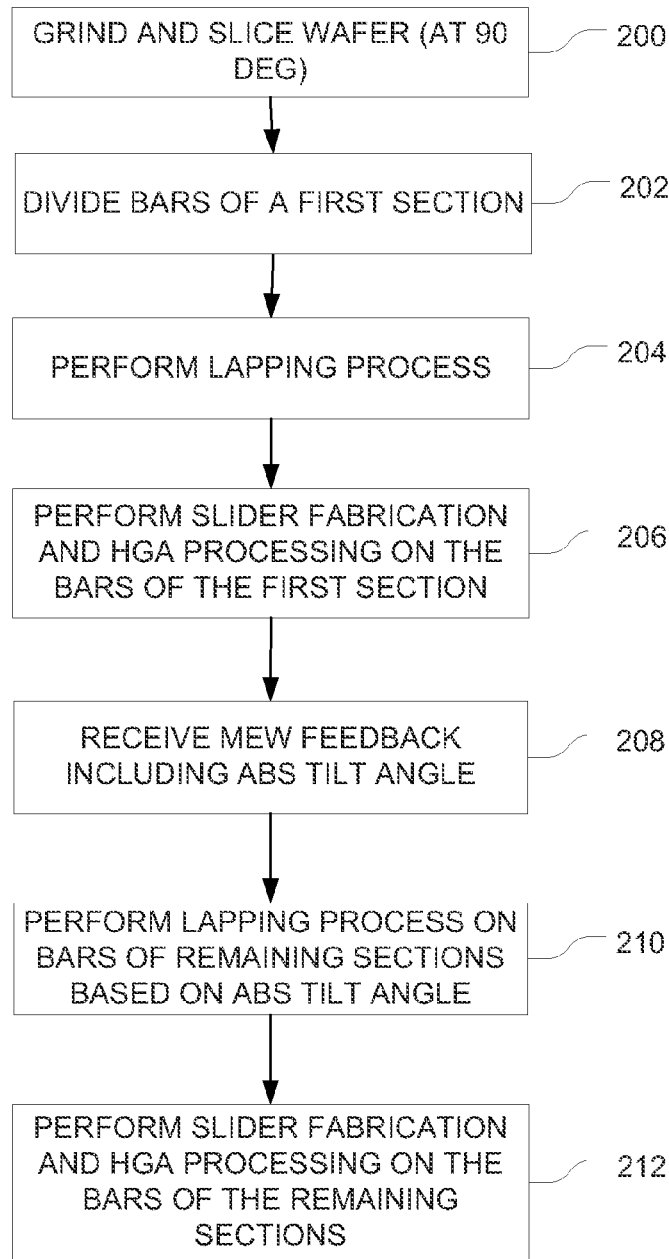 GRIND AND SLICE WAFER (AT 90
DEG)
200
DIVIDE BARS OF A FIRST SECTION
202
PERFORM LAPPING PROCESS
204
PERFORM SLIDER FABRICATION
AND HGA PROCESSING ON THE
BARS OF THE FIRST SECTION
206
RECEIVE MEW FEEDBACK
INCLUDING ABS TILT ANGLE
208
PERFORM LAPPING PROCESS ON
BARS OF REMAINING SECTIONS
BASED ON ABS TILT ANGLE
210
PERFORM SLIDER FABRICATION
AND HGA PROCESSING ON THE
BARS OF THE REMAINING
SECTIONS
212